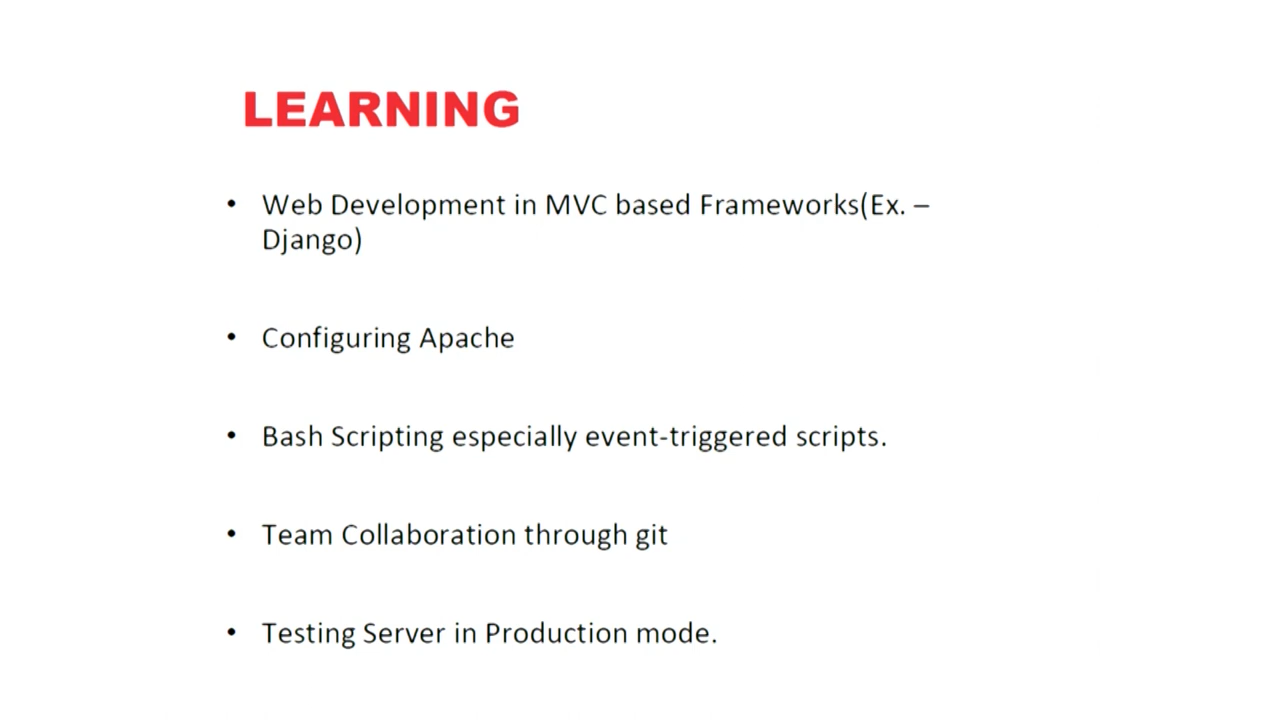 LEARNING
• Web Development in MVC based Frameworks(Ex. –
Django)
• Configuring Apache
• Bash Scripting especially event-triggered scripts.
• Team Collaboration through git
• Testing Server in Production mode.